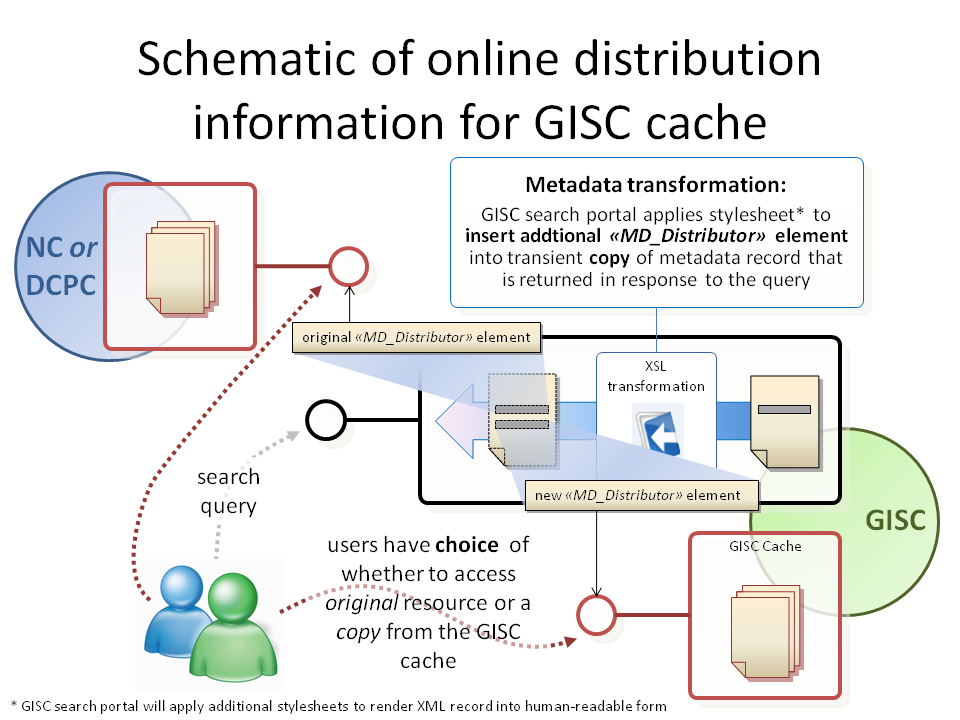 Schematic of online distribution
information for GISC cache
Metadata transformation:
GISC search portal applies stylesheet* to
insert addtional «MD_Distributor» element
into transient copy of metadata record that
is returned in response to the query
NC or
DCPC
original «MD_Distributor» element
XSL
transformation
search
query
new «MD_Distributor» element
GISC
GISC Cache
users have choice of
whether to access
original resource or a
copy from the GISC
cache
* GISC search portal will apply additional stylesheets to render XML record into human-readable form